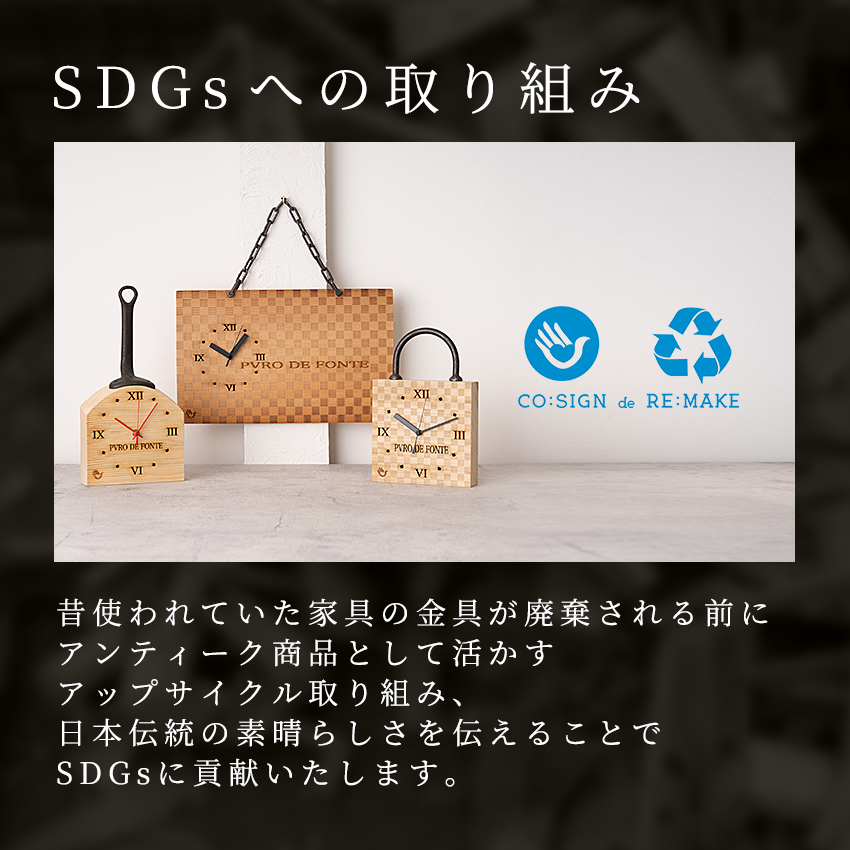 SDGsへの取り組み
XII
IX
III
VI
PVRO DE FONTE
XII
IX
III
VI
PVRO DE FONTE
XII
IX
III
VI
PVRO DE FONTE
CO:SIGN de RE:MAKE
昔使われていた家具の金具が廃棄される前に
アンティーク商品として活かす
アップサイクル取り組み、
日本伝統の素晴らしさを伝えることで
SDGsに貢献いたします。